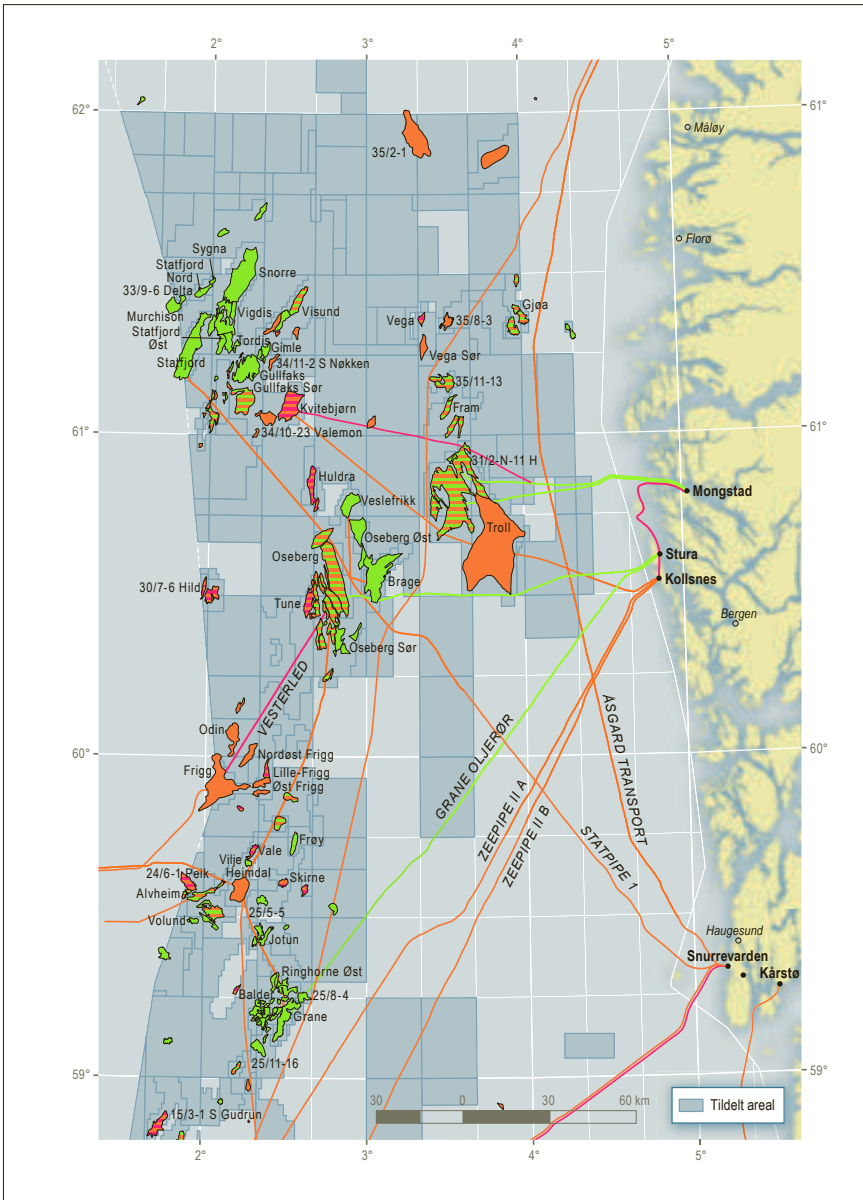 2°
3°
4°
5°
62°
61°
35/2-1
Måløy
Florø
Sygna
Statfjord
Nord
33/9-6 Delta
Snorre
Murchison
Vigdis
Visund
Statfjord
Øst
Tordis
Gimle
Statfjord
34/11-2 S Nøkken
Gullfaks
Gullfaks Sør
Kvitebjørn
34/10-23 Valemon
Vega
35/8-3
Gjøa
Vega Sør
35/11-13
Fram
61°
61°
31/2-N-11 H
Huldra
Veslefrikk
Mongstad
Troll
Oseberg Øst
Oseberg
Stura
Brage
Kollsnes
30/7-6 Hild
Tune
Bergen
Oseberg Sør
VESTERLED
Odin
60°
60°
Nordøst Frigg
Frigg
Lille-Frigg
Øst Frigg
GRANE OLJERØR
ÅSGARD TRANSPORT
ZEEPIPE II A
ZEEPIPE II B
STATPIPE 1
Frøy
Vale
Vilje
Heimdal
24/6-1 Peik
Skirne
Alvheim
25/5-5
Volund
Jotun
Haugesund
Snurrevarden
Kårstø
Ringhorne Øst
Balder
25/8-4
Grane
25/11-16
59°
59°
15/3-1 S Gudrun
30
0
30
60 km
Tildelt areal
2°
3°
4°
5°